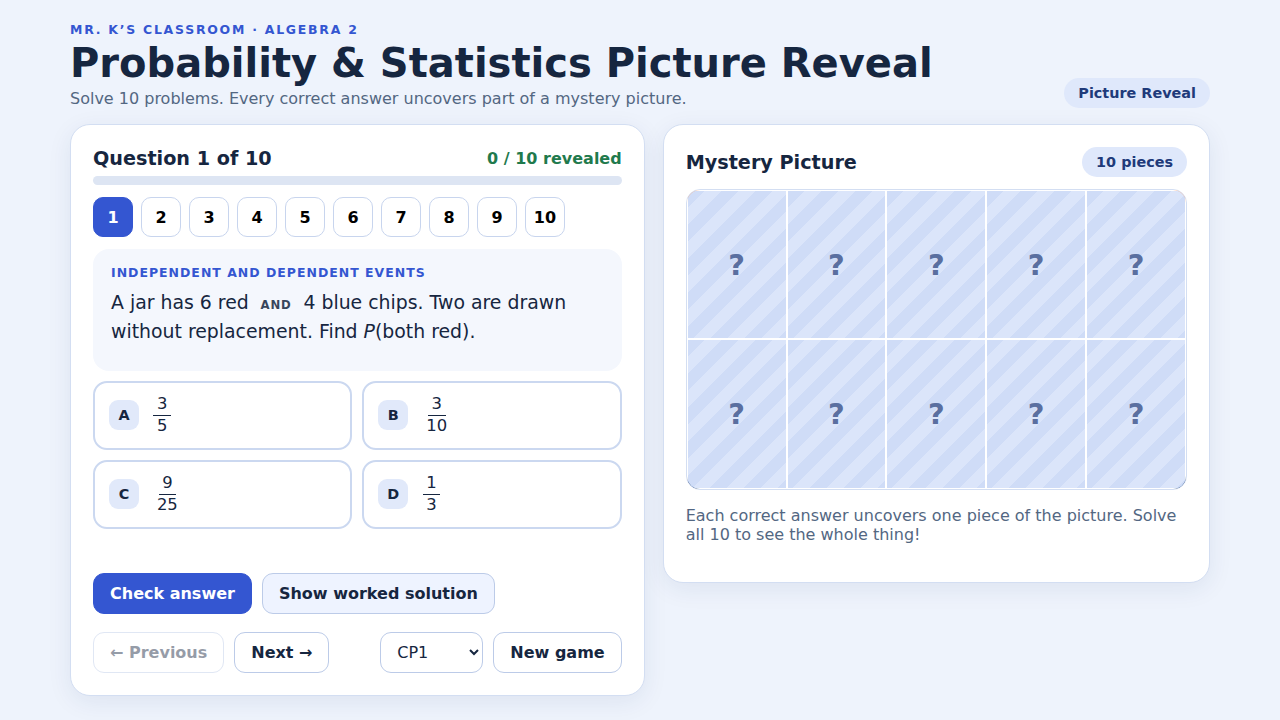 MR. K’S CLASSROOM · ALGEBRA 2
Probability & Statistics Picture Reveal
Solve 10 problems. Every correct answer uncovers part of a mystery picture.
Picture Reveal
Question 1 of 10
0 / 10 revealed
1 2 3 4 5 6 7 8 9 10
INDEPENDENT AND DEPENDENT EVENTS
A jar has 6 red AND 4 blue chips. Two are drawn
without replacement. Find P(both red).
A 3/5
B 3/10
C 9/25
D 1/3
Check answer
Show worked solution
← Previous
Next →
CP1
New game
Mystery Picture
10 pieces
? ? ? ? ?
? ? ? ? ?
Each correct answer uncovers one piece of the picture. Solve
all 10 to see the whole thing!